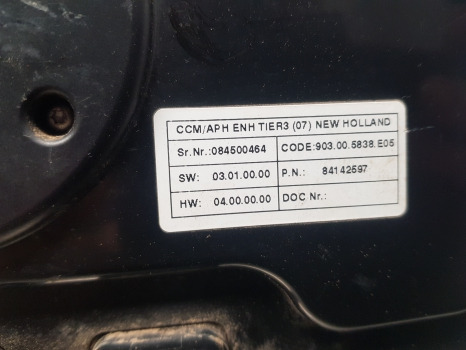 CCM/APH ENH TIER3 (07) NEW HOLLAND
Sr.Nr.:084500464 CODE:903.00.5838.E05
SW: 03.01.00.00 P.N.: 84142597
HW: 04.00.00.00 DOC Nr.: